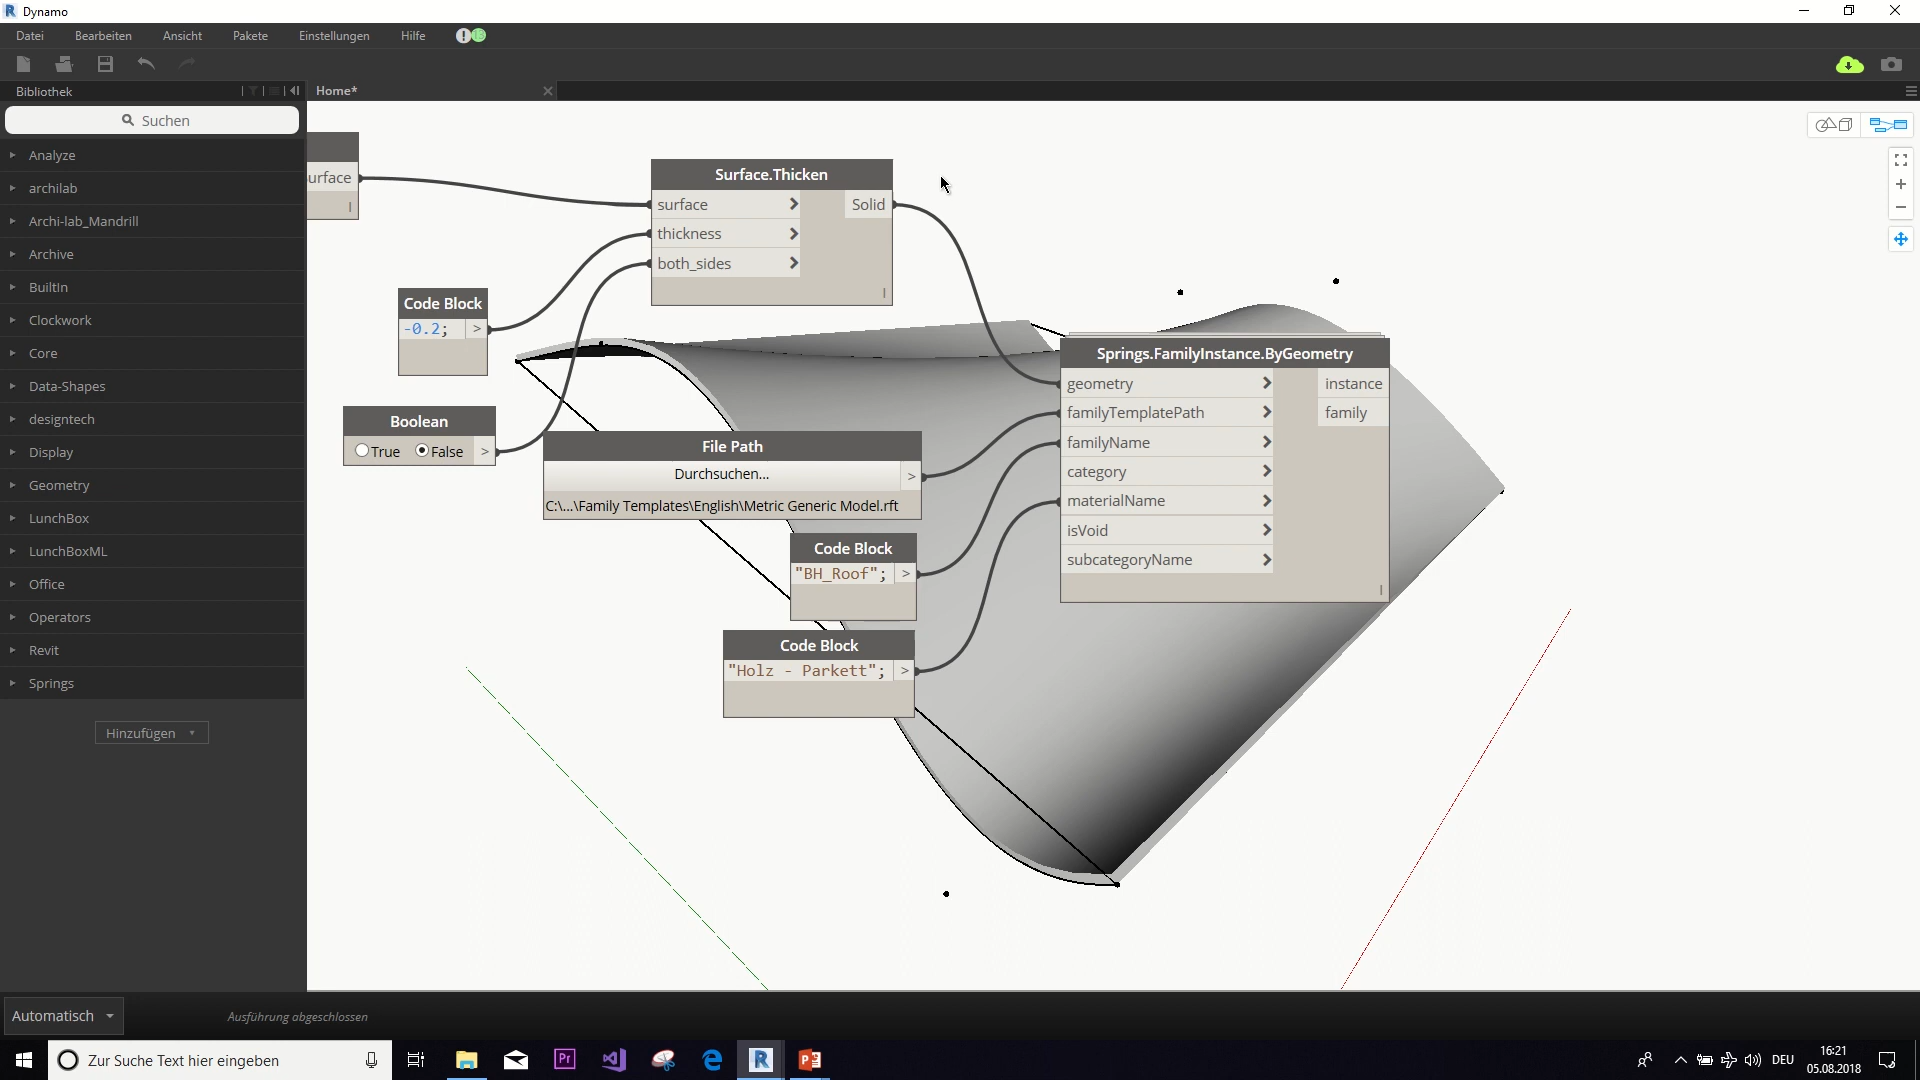 Dynamo
Datei Bearbeiten Ansicht Pakete Einstellungen Hilfe
Bibliothek
Home*
Suchen
Analyze
archilab
Archi-lab_Mandrill
Archive
BuiltIn
Clockwork
Core
Data-Shapes
designtech
Display
Geometry
LunchBox
LunchBoxML
Office
Operators
Revit
Springs
Hinzufügen
urface
Surface.Thicken
surface
thickness
both_sides
Solid
Code Block
-0.2;
Boolean
True False
File Path
Durchsuchen...
C:\...\Family Templates\English\Metric Generic Model.rft
Code Block
"BH_Roof";
Code Block
"Holz - Parkett";
Springs.FamilyInstance.ByGeometry
geometry
familyTemplatePath
familyName
category
materialName
isVoid
subcategoryName
instance
family
Automatisch
Ausführung abgeschlossen
Zur Suche Text hier eingeben
DEU
16:21
05.08.2018